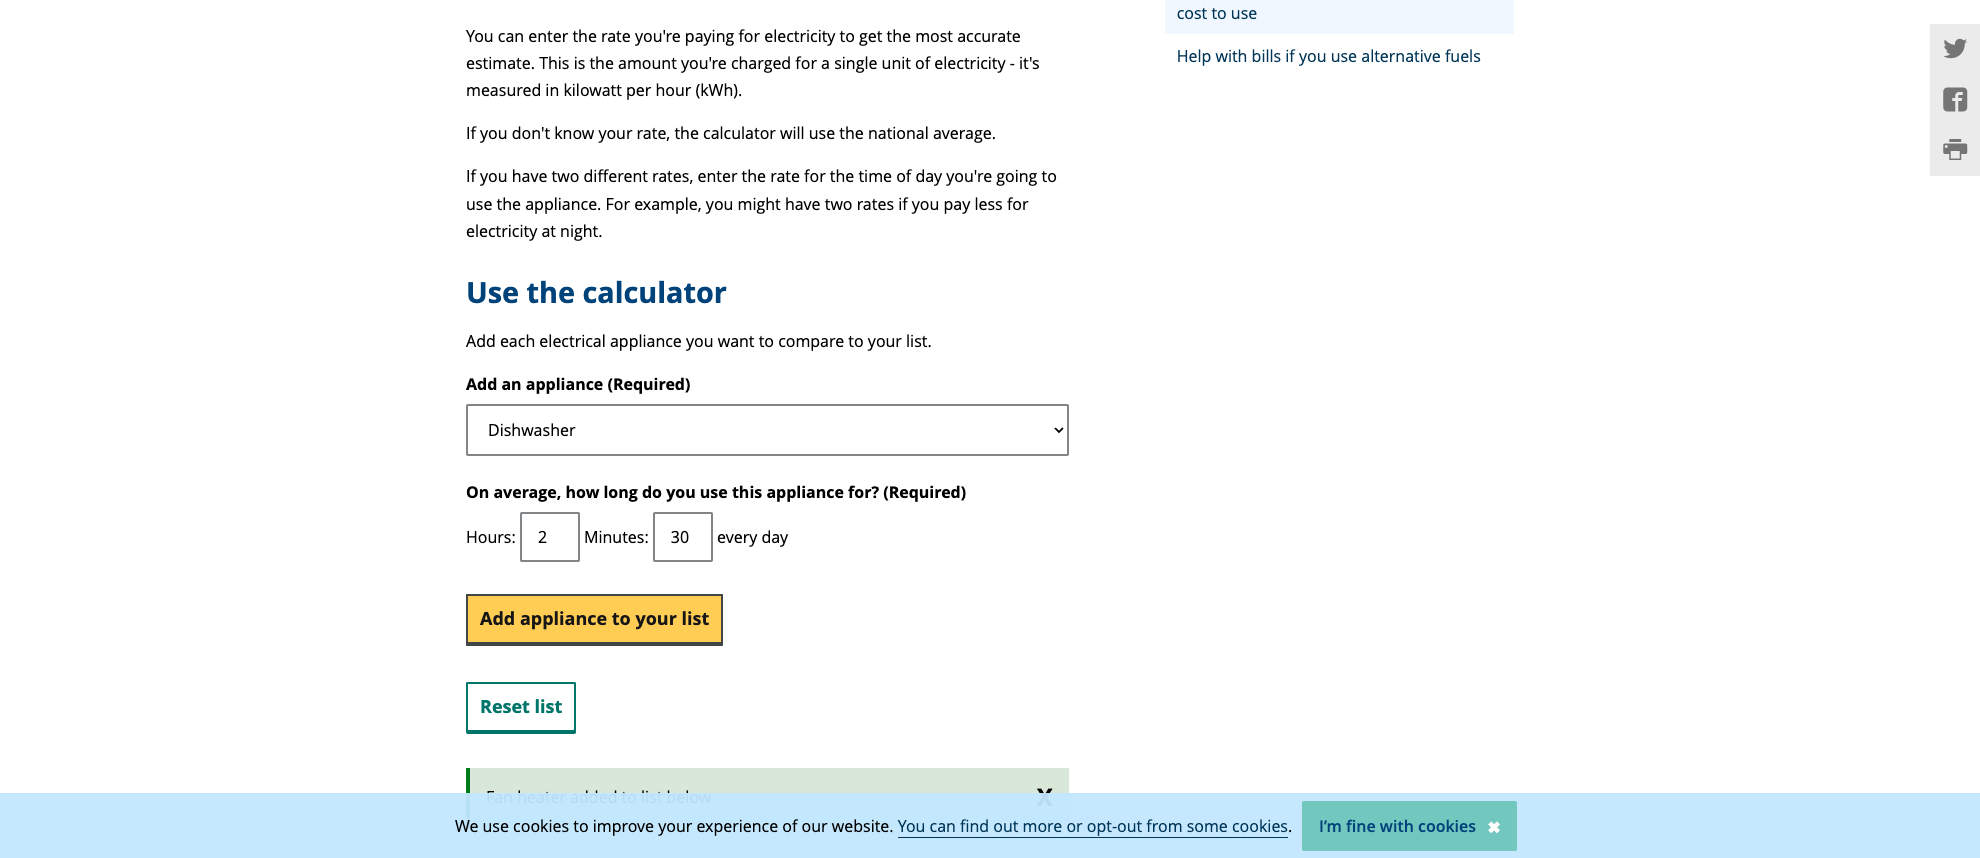 cost to use
Help with bills if you use alternative fuels
You can enter the rate you're paying for electricity to get the most accurate
estimate. This is the amount you're charged for a single unit of electricity - it's
measured in kilowatt per hour (kWh).
If you don't know your rate, the calculator will use the national average.
If you have two different rates, enter the rate for the time of day you're going to
use the appliance. For example, you might have two rates if you pay less for
electricity at night.
Use the calculator
Add each electrical appliance you want to compare to your list.
Add an appliance (Required)
Dishwasher
On average, how long do you use this appliance for? (Required)
Hours: 2 Minutes: 30 every day
Add appliance to your list
Reset list
Fan heater added to list below X
We use cookies to improve your experience of our website. You can find out more or opt-out from some cookies. I'm fine with cookies ✖